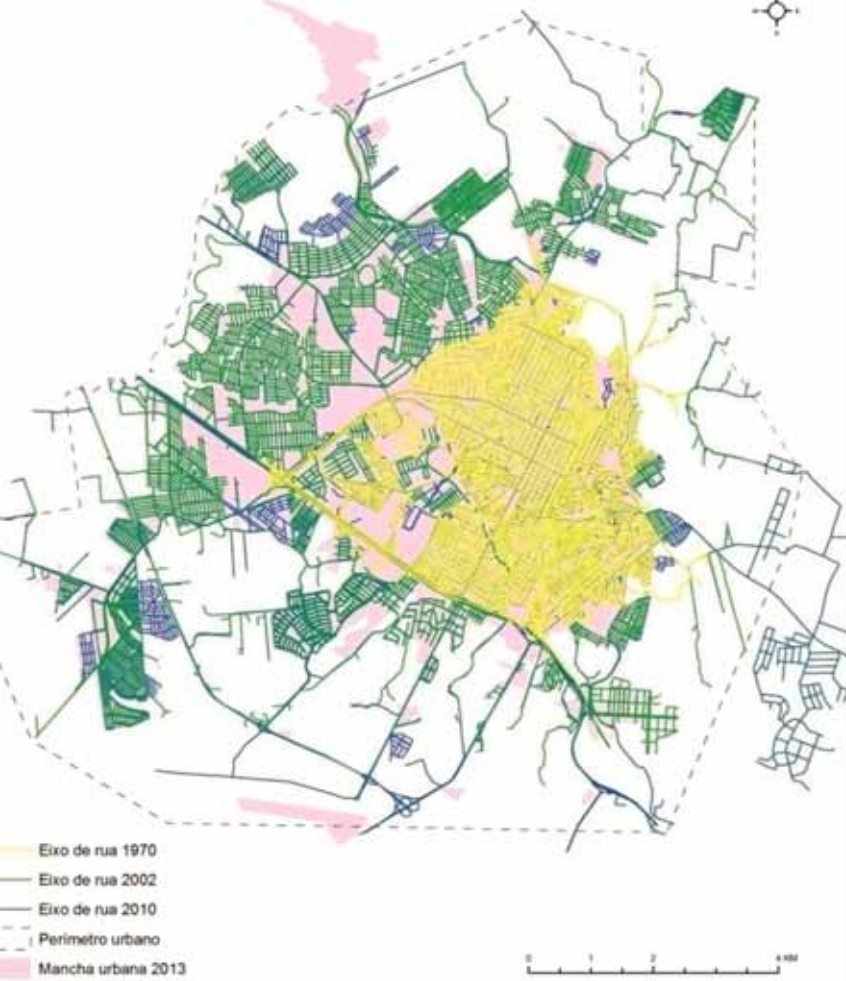 Eixo de rua 1970
Eixo de rua 2002
Eixo de rua 2010
Perímetro urbano
Mancha urbana 2013
0 1 2 4 KM